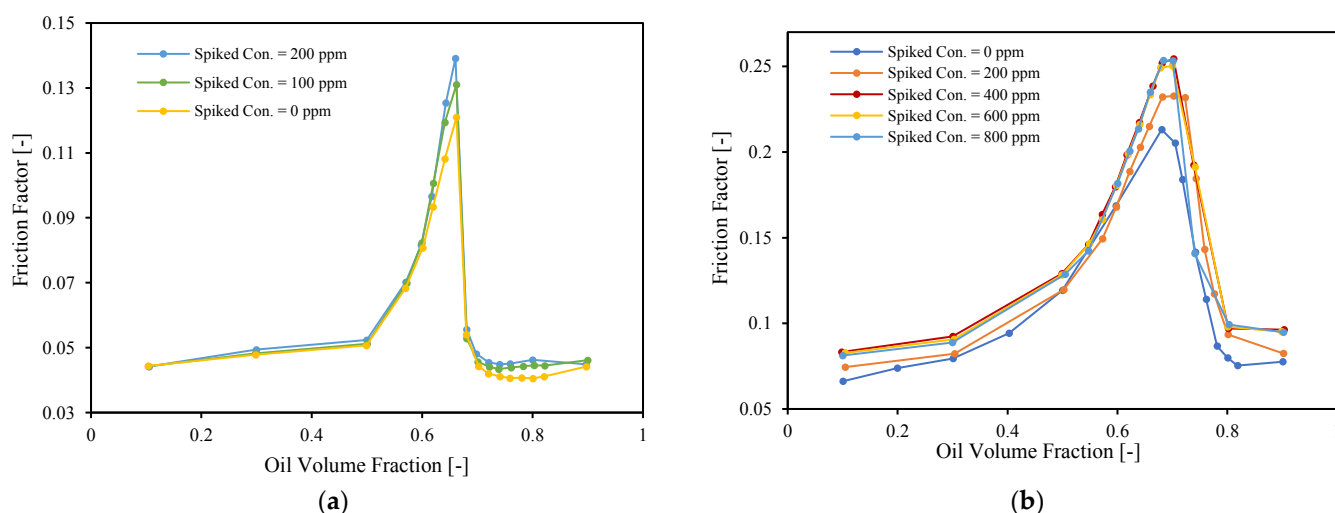 0.15
0.13
0.11
0.09
0.07
0.05
0.03
Friction Factor [-]
Spiked Con. = 200 ppm
Spiked Con. = 100 ppm
Spiked Con. = 0 ppm
0 0.2 0.4 0.6 0.8 1
Oil Volume Fraction [-]
(a)
0.25
0.2
0.15
0.1
0.05
Friction Factor [-]
Spiked Con. = 0 ppm
Spiked Con. = 200 ppm
Spiked Con. = 400 ppm
Spiked Con. = 600 ppm
Spiked Con. = 800 ppm
0 0.2 0.4 0.6 0.8
Oil Volume Fraction [-]
(b)